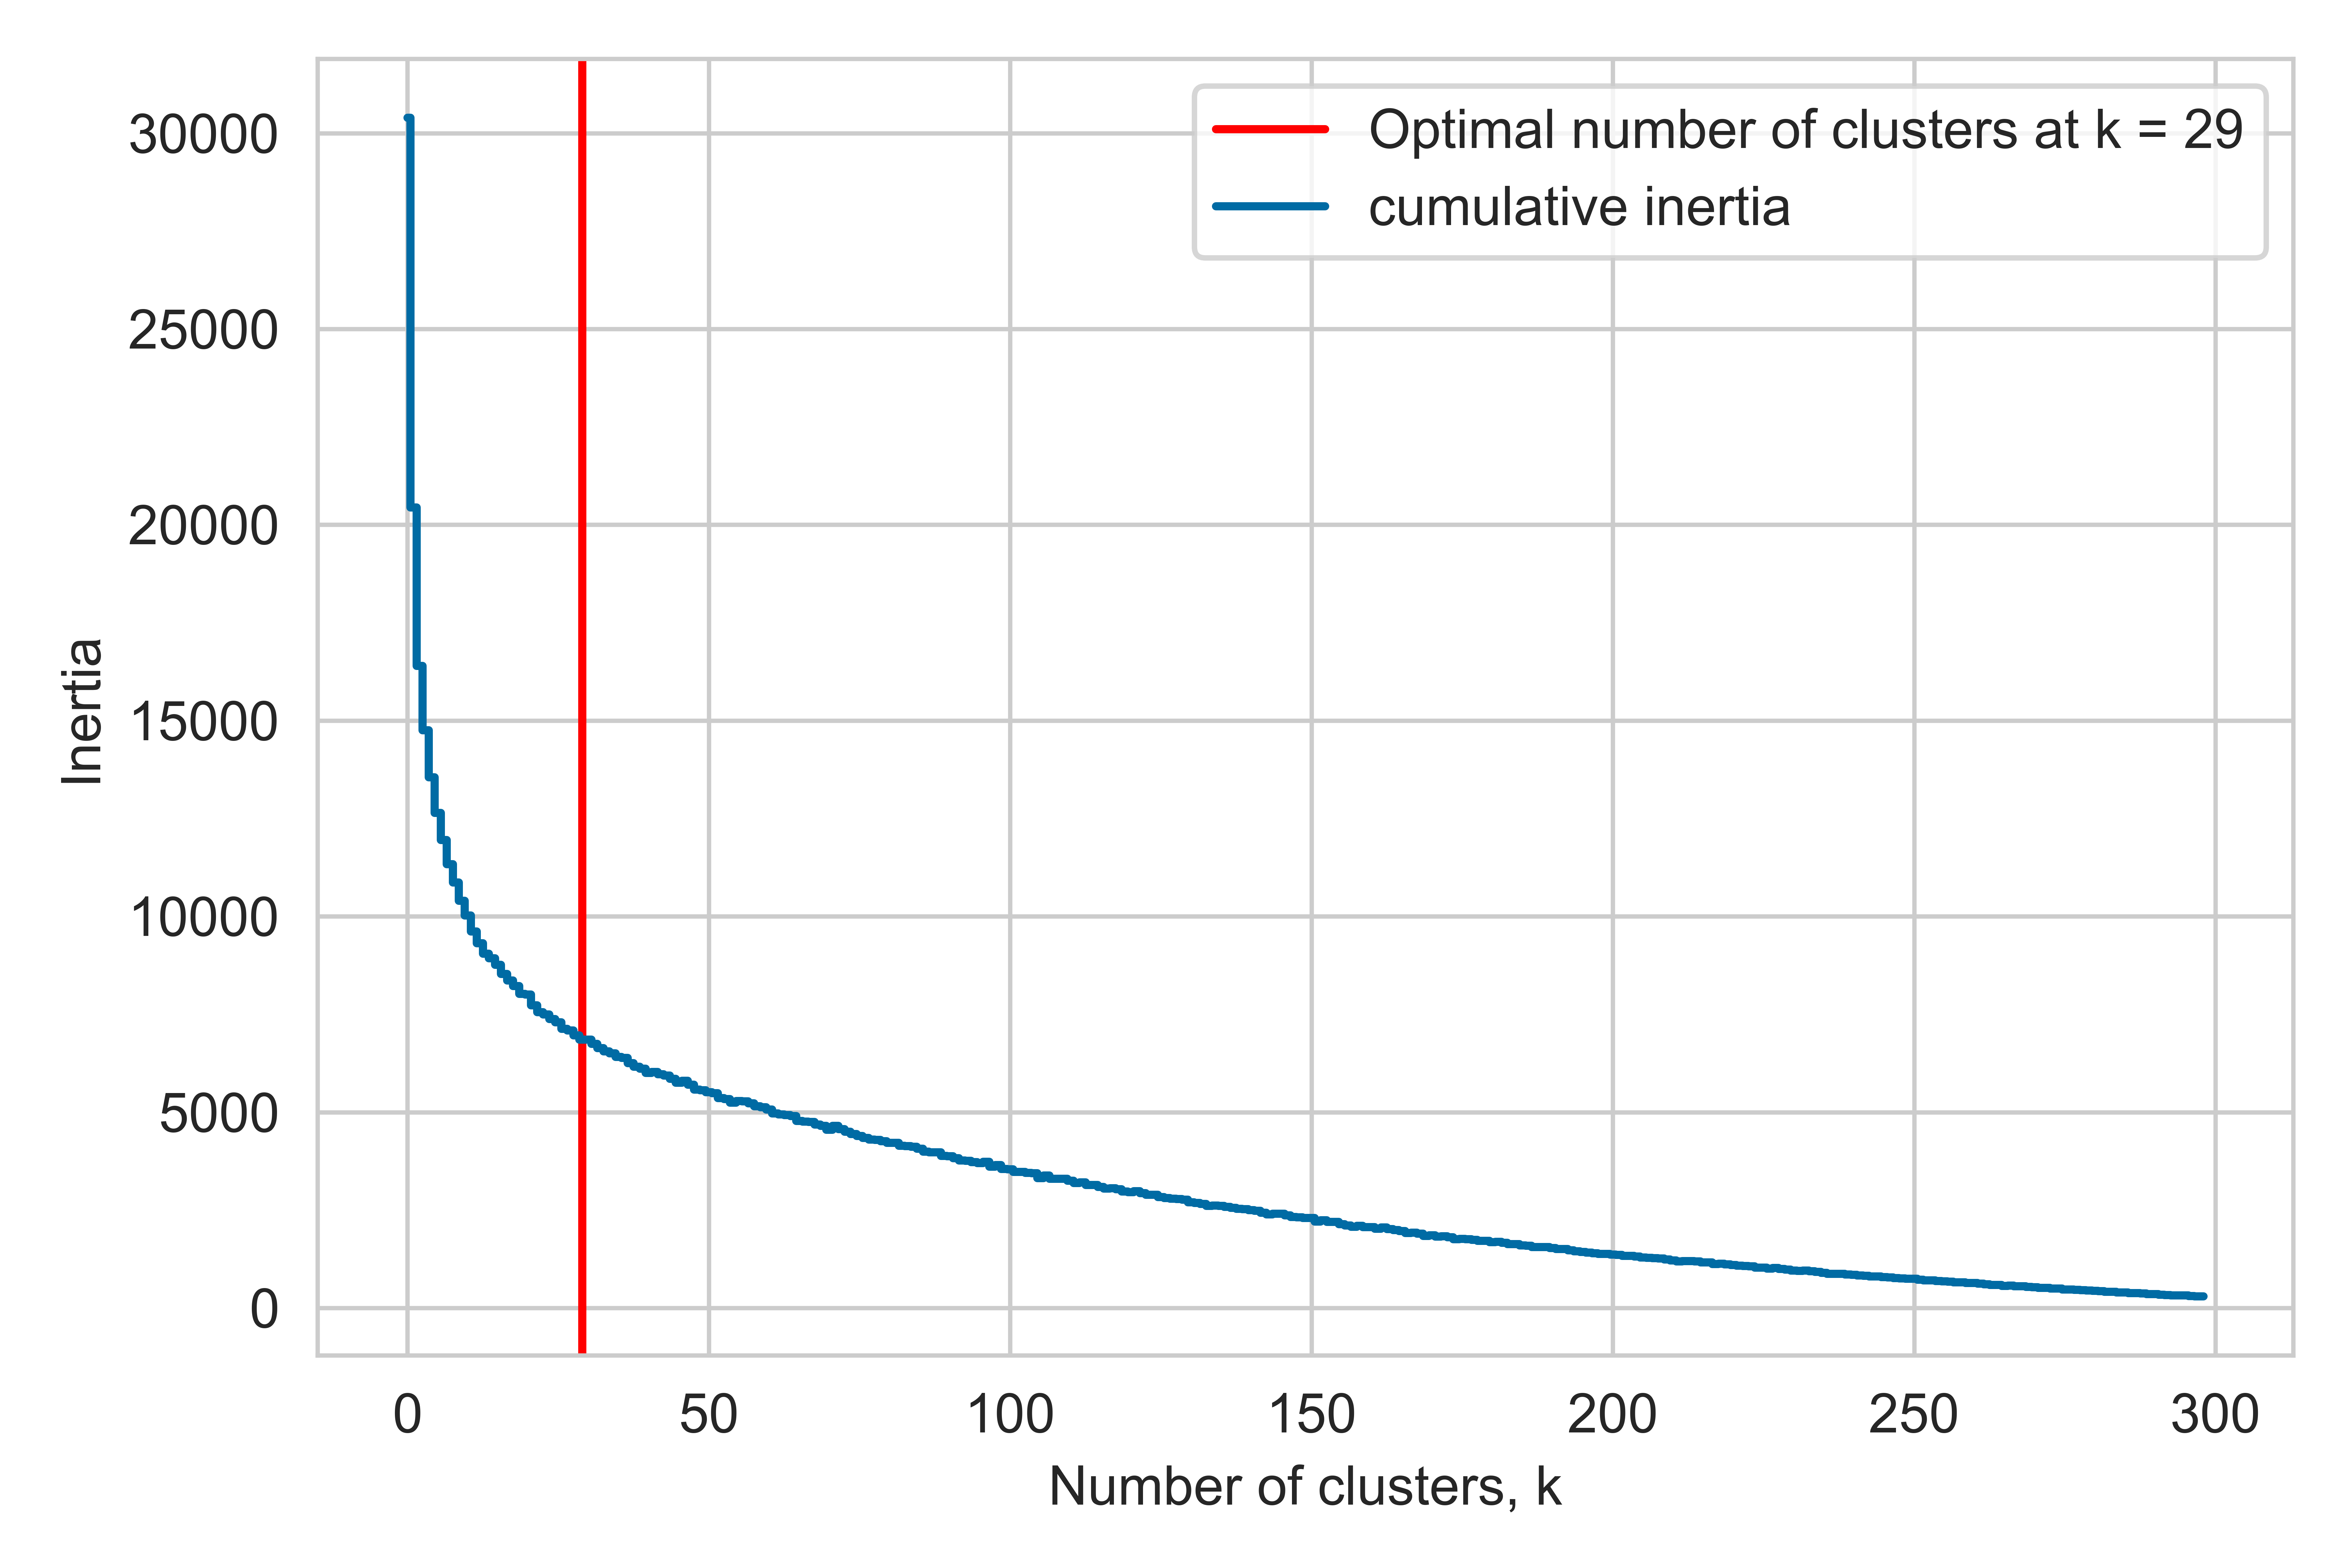 Optimal number of clusters at k = 29
cumulative inertia
30000
25000
20000
15000
10000
5000
0
Inertia
0 50 100 150 200 250 300
Number of clusters, k